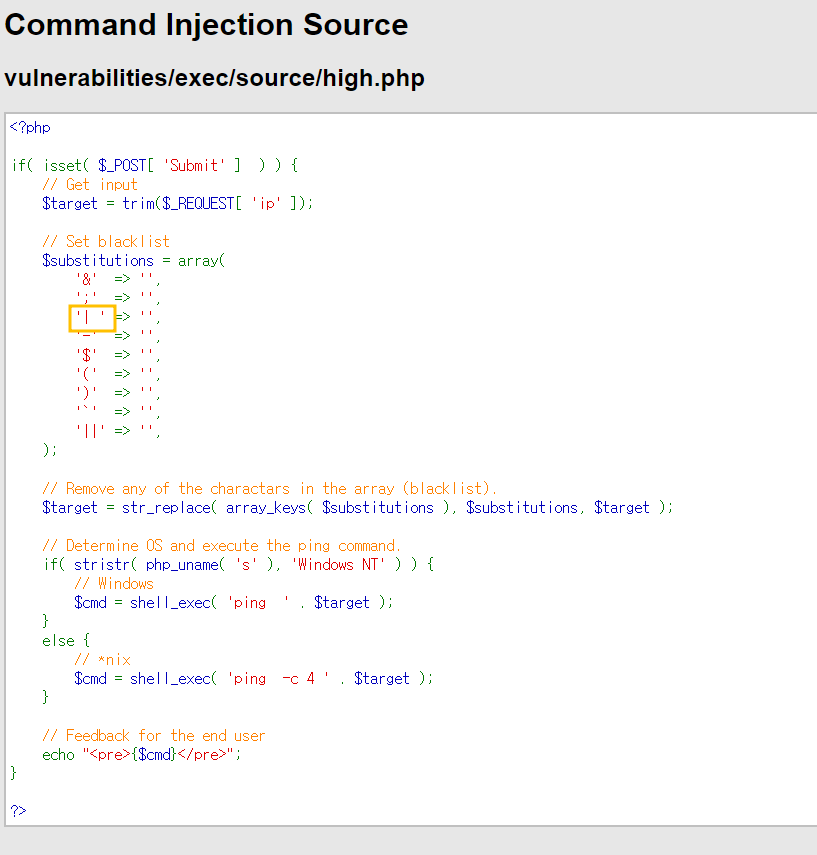 Command Injection Source
vulnerabilities/exec/source/high.php
<?php
if( isset( $_POST[ 'Submit' ]  ) ) {
    // Get input
    $target = trim($_REQUEST[ 'ip' ]);
    // Set blacklist
    $substitutions = array(
        '&'  => '',
        ';'  => '',
        '| ' => '',
        '-'  => '',
        '$'  => '',
        '('  => '',
        ')'  => '',
        '`'  => '',
        '||' => '',
    );
    // Remove any of the charactars in the array (blacklist).
    $target = str_replace( array_keys( $substitutions ), $substitutions, $target );
    // Determine OS and execute the ping command.
    if( stristr( php_uname( 's' ), 'Windows NT' ) ) {
        // Windows
        $cmd = shell_exec( 'ping  ' . $target );
    }
    else {
        // *nix
        $cmd = shell_exec( 'ping  -c 4 ' . $target );
    }
    // Feedback for the end user
    echo "<pre>{$cmd}</pre>";
}
?>